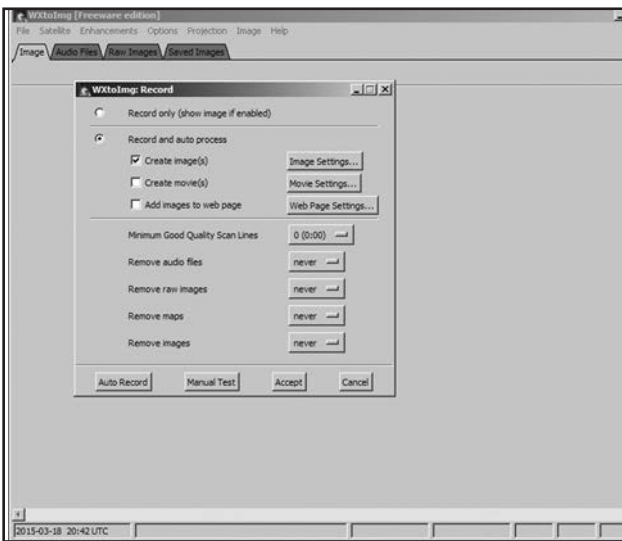 WXtoImg [Freeware edition]
File Satellite Enhancements Options Projection Image Help
Image Audio Files Raw Images Saved Images
WXtoImg: Record
Record only (show image if enabled)
Record and auto process
Create image(s) Image Settings...
Create movie(s) Movie Settings...
Add images to web page Web Page Settings...
Minimum Good Quality Scan Lines 0 (0:00)
Remove audio files never
Remove raw images never
Remove maps never
Remove images never
Auto Record Manual Test Accept Cancel
2015-03-18 20:42 UTC